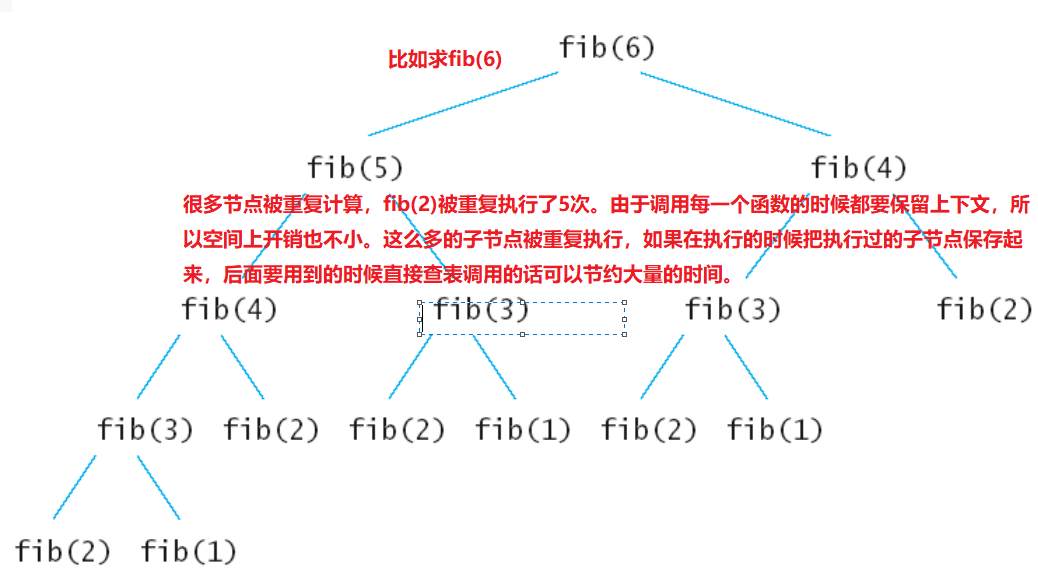 比如求fib(6)
fib(6)
fib(5) fib(4)
很多节点被重复计算，fib(2)被重复执行了5次。由于调用每一个函数的时候都要保留上下文，所
以空间上开销也不小。这么多的子节点被重复执行，如果在执行的时候把执行过的子节点保存起
来，后面要用到的时候直接查表调用的话可以节约大量的时间。
fib(4) fib(3) fib(3) fib(2)
fib(3) fib(2) fib(2) fib(1) fib(2) fib(1)
fib(2) fib(1)